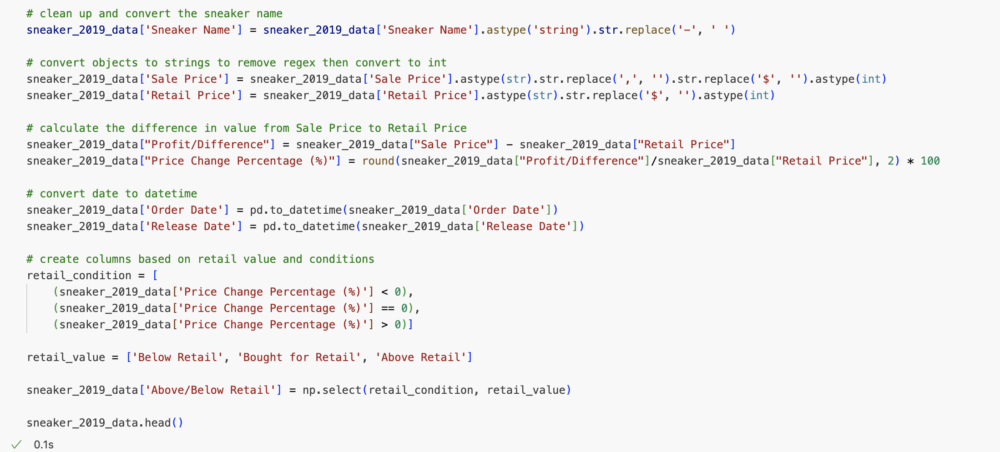 # clean up and convert the sneaker name
sneaker_2019_data['Sneaker Name'] = sneaker_2019_data['Sneaker Name'].astype('string').str.replace('-', ' ')
# convert objects to strings to remove regex then convert to int
sneaker_2019_data['Sale Price'] = sneaker_2019_data['Sale Price'].astype(str).str.replace(',', '').str.replace('$', '').astype(int)
sneaker_2019_data['Retail Price'] = sneaker_2019_data['Retail Price'].astype(str).str.replace('$', '').astype(int)
# calculate the difference in value from Sale Price to Retail Price
sneaker_2019_data["Profit/Difference"] = sneaker_2019_data["Sale Price"] - sneaker_2019_data["Retail Price"]
sneaker_2019_data["Price Change Percentage (%)"] = round(sneaker_2019_data["Profit/Difference"]/sneaker_2019_data["Retail Price"], 2) * 100
# convert date to datetime
sneaker_2019_data['Order Date'] = pd.to_datetime(sneaker_2019_data['Order Date'])
sneaker_2019_data['Release Date'] = pd.to_datetime(sneaker_2019_data['Release Date'])
# create columns based on retail value and conditions
retail_condition = [
    (sneaker_2019_data['Price Change Percentage (%)'] < 0),
    (sneaker_2019_data['Price Change Percentage (%)'] == 0),
    (sneaker_2019_data['Price Change Percentage (%)'] > 0)]
retail_value = ['Below Retail', 'Bought for Retail', 'Above Retail']
sneaker_2019_data['Above/Below Retail'] = np.select(retail_condition, retail_value)
sneaker_2019_data.head()
0.1s